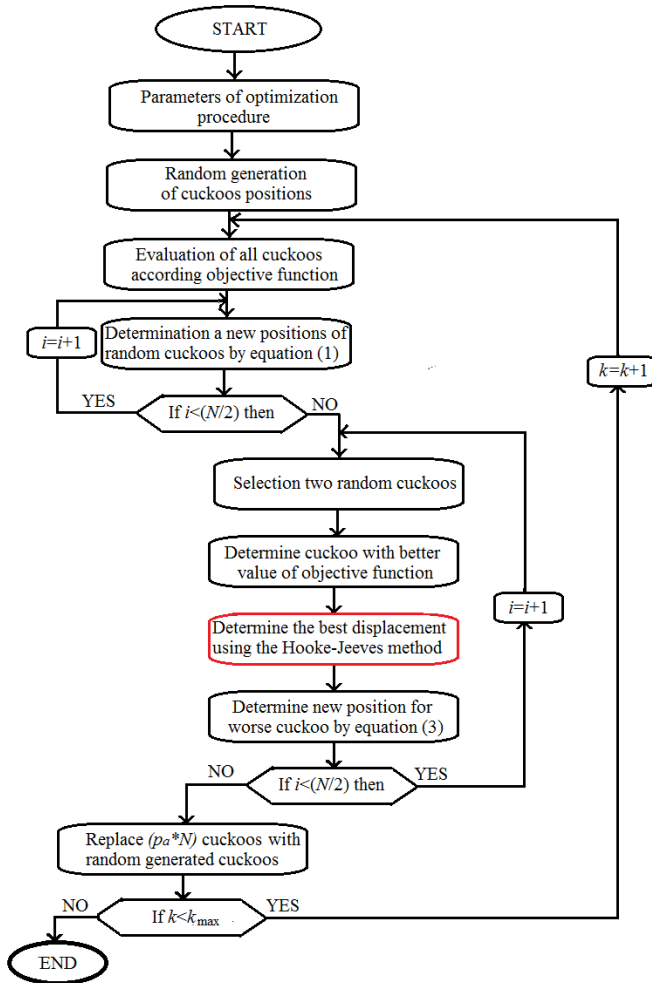 START
Parameters of optimization
procedure
Random generation
of cuckoos positions
Evaluation of all cuckoos
according objective function
i=i+1
Determination a new positions of
random cuckoos by equation (1)
k=k+1
YES
If i<(N/2) then
NO
Selection two random cuckoos
Determine cuckoo with better
value of objective function
i=i+1
Determine the best displacement
using the Hooke-Jeeves method
Determine new position for
worse cuckoo by equation (3)
NO
If i<(N/2) then
YES
Replace (pa*N) cuckoos with
random generated cuckoos
NO
If k<kmax
YES
END